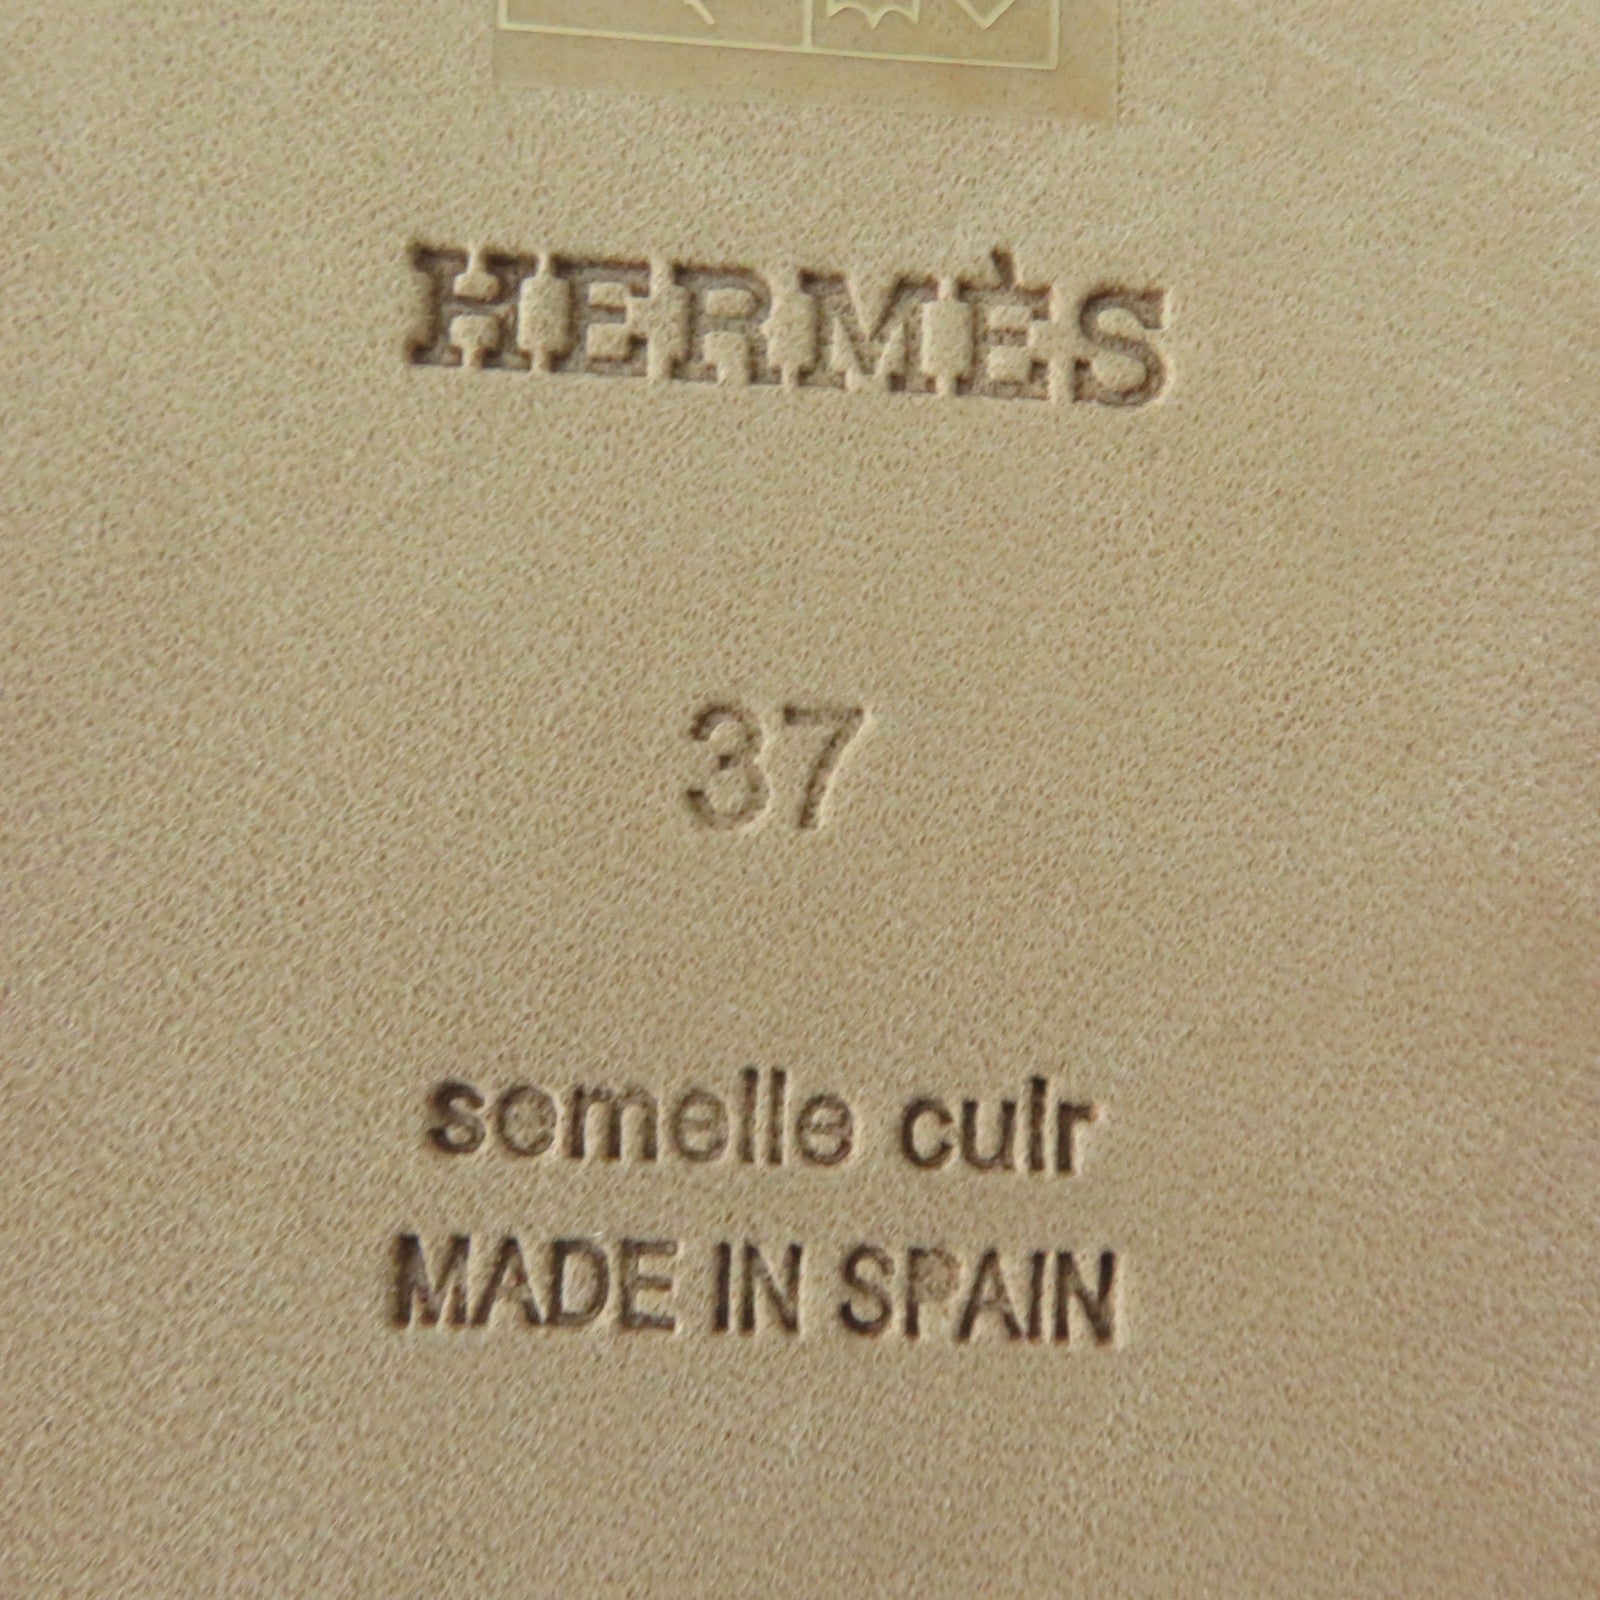 HERMÈS
37
semelle cuir
MADE IN SPAIN